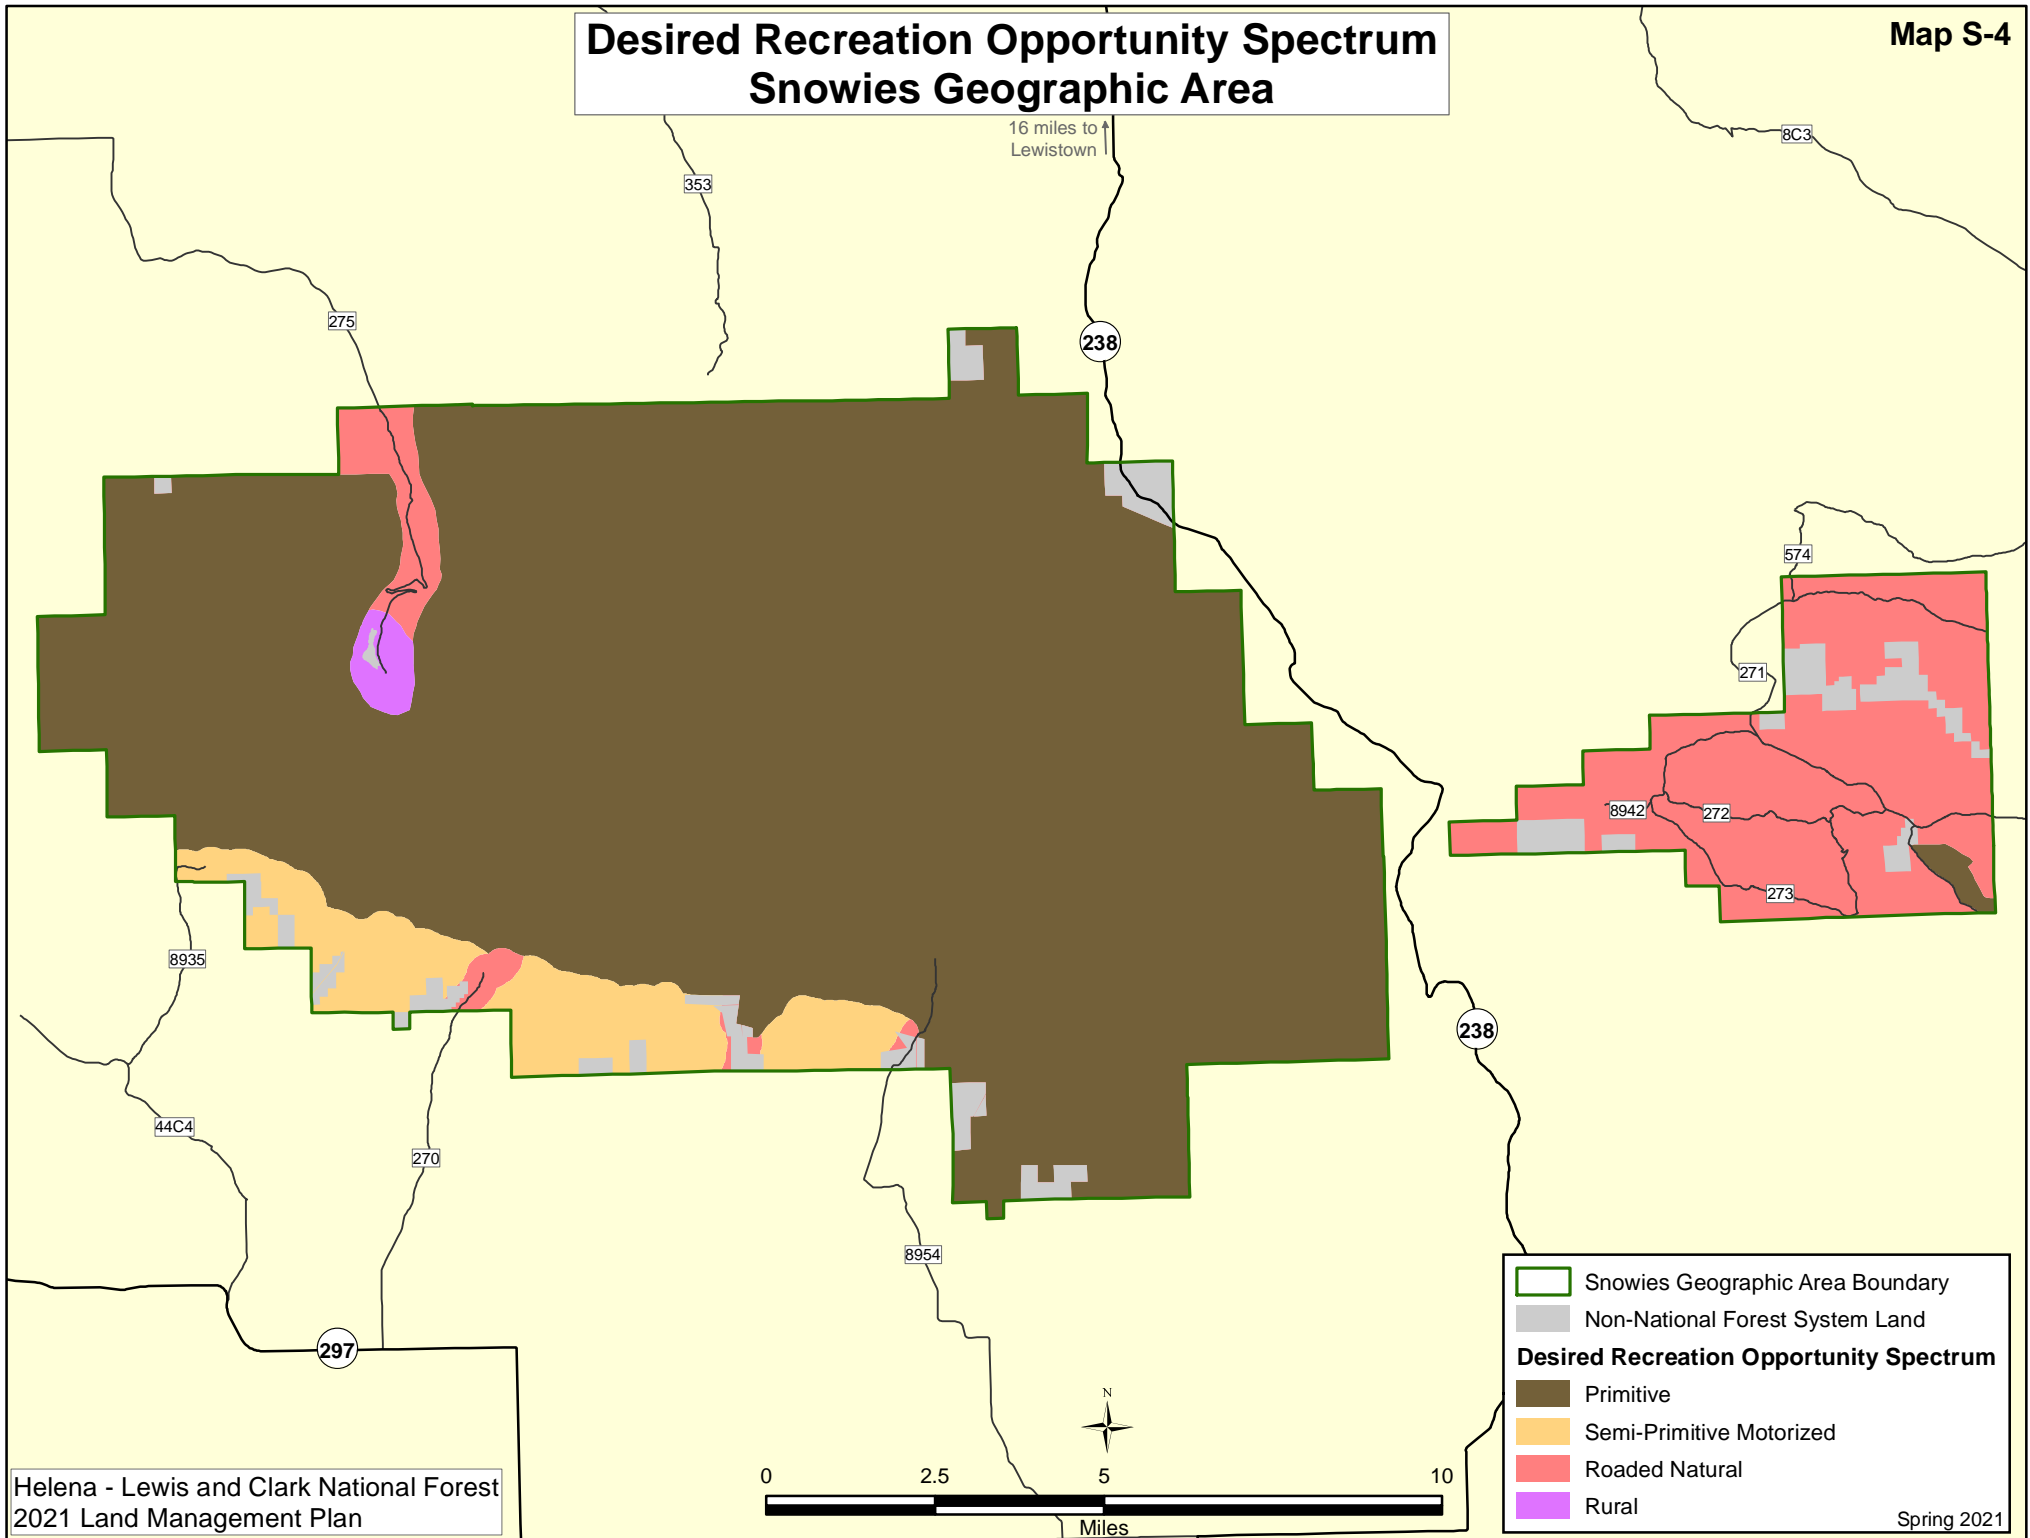 Desired Recreation Opportunity Spectrum
Snowies Geographic Area
Map S-4
16 miles to
Lewistown
8C3
353
275
238
574
271
8942
272
273
8935
238
44C4
270
8954
297
Snowies Geographic Area Boundary
Non-National Forest System Land
Desired Recreation Opportunity Spectrum
Primitive
Semi-Primitive Motorized
Roaded Natural
Rural
Spring 2021
N
0 2.5 5 10
Miles
Helena - Lewis and Clark National Forest
2021 Land Management Plan